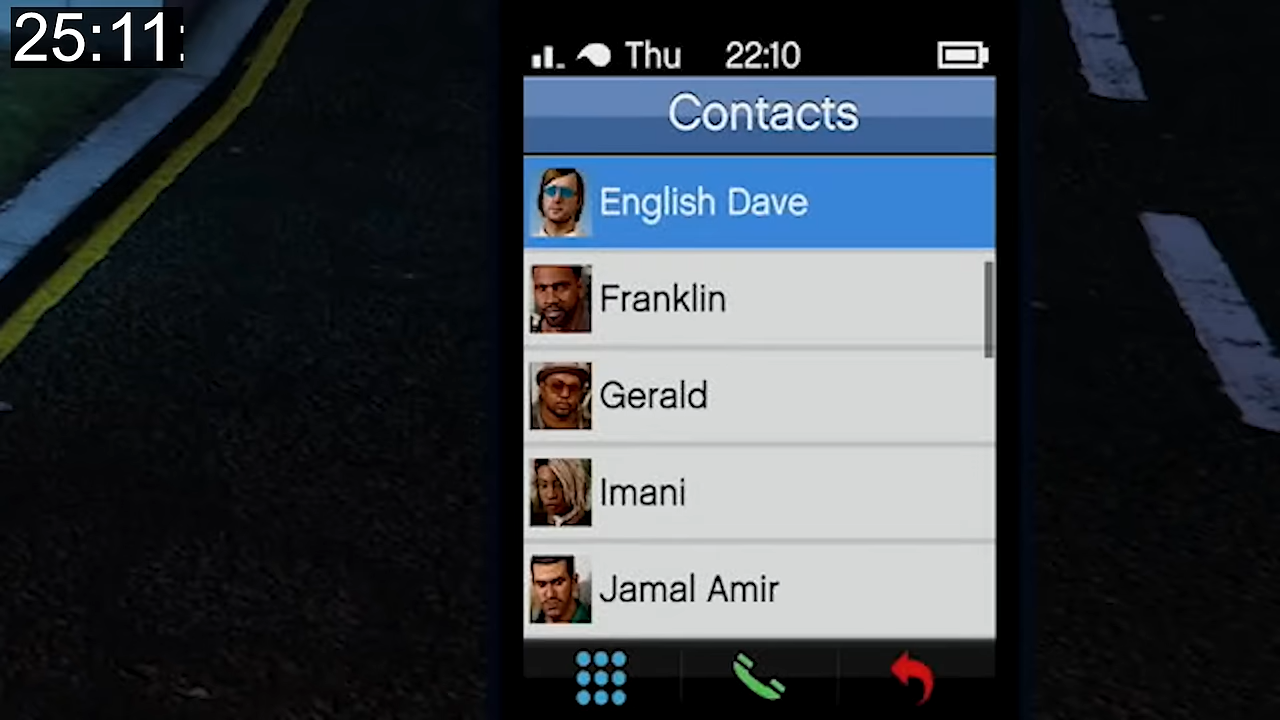 25:11:
Thu 22:10
Contacts
English Dave
Franklin
Gerald
Imani
Jamal Amir